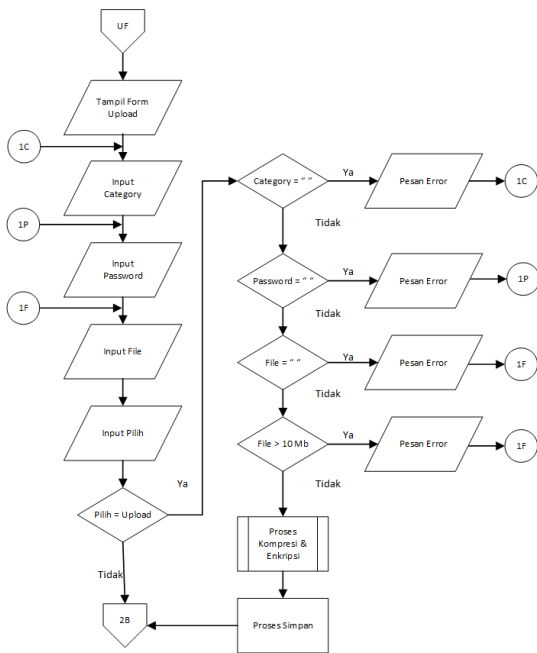 UF
Tampil Form
Upload
1C
Input
Category
1P
Input
Password
1F
Input File
Input Pilih
Pilih = Upload
Ya
Tidak
2B
Category = “ ”
Ya
Pesan Error
1C
Tidak
Password = “ ”
Ya
Pesan Error
1P
Tidak
File = “ ”
Ya
Pesan Error
1F
Tidak
File > 10 Mb
Ya
Pesan Error
1F
Tidak
Proses
Kompresi &
Enkripsi
Proses Simpan